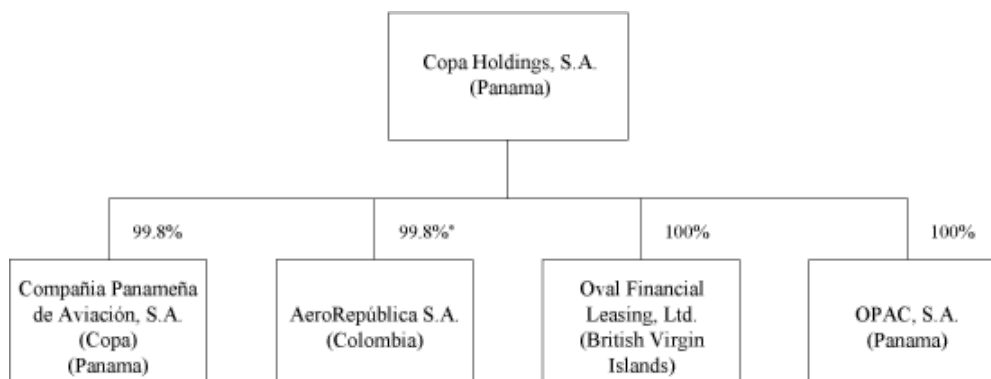 Copa Holdings, S.A.
(Panama)
99.8%
99.8%*
100%
100%
Compañia Panameña
de Aviación, S.A.
(Copa)
(Panama)
AeroRepública S.A.
(Colombia)
Oval Financial
Leasing, Ltd.
(British Virgin
Islands)
OPAC, S.A.
(Panama)